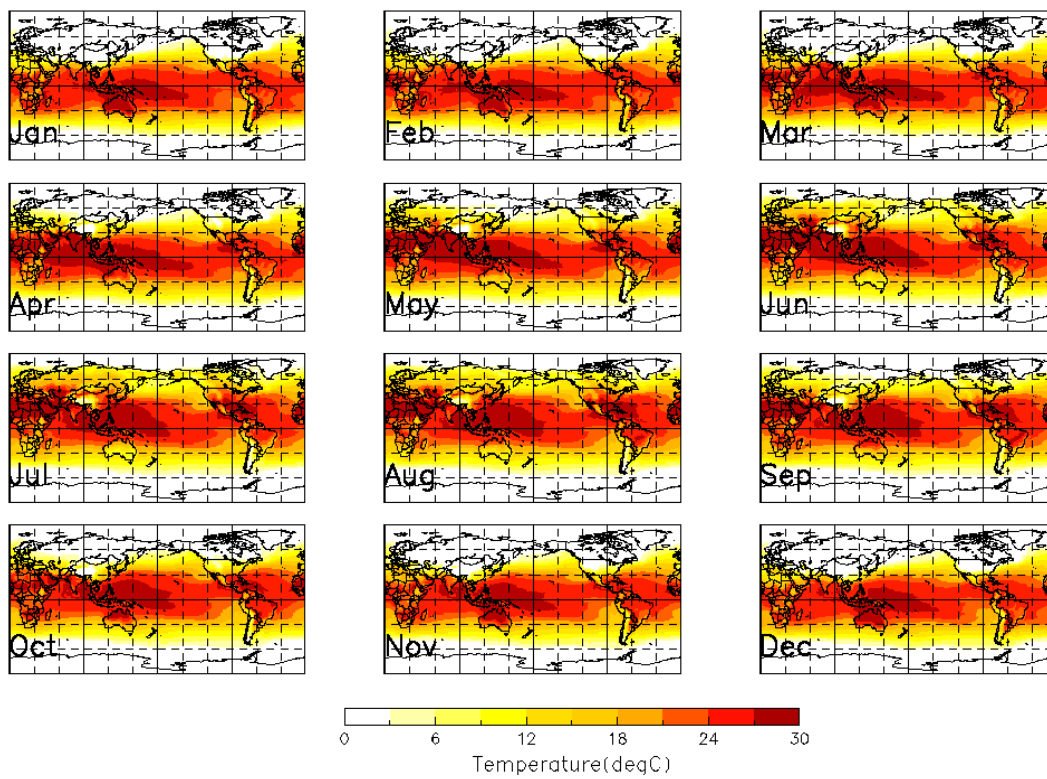 Jan Feb Mar
Apr May Jun
Jul Aug Sep
Oct Nov Dec
0 6 12 18 24 30
Temperature(degC)